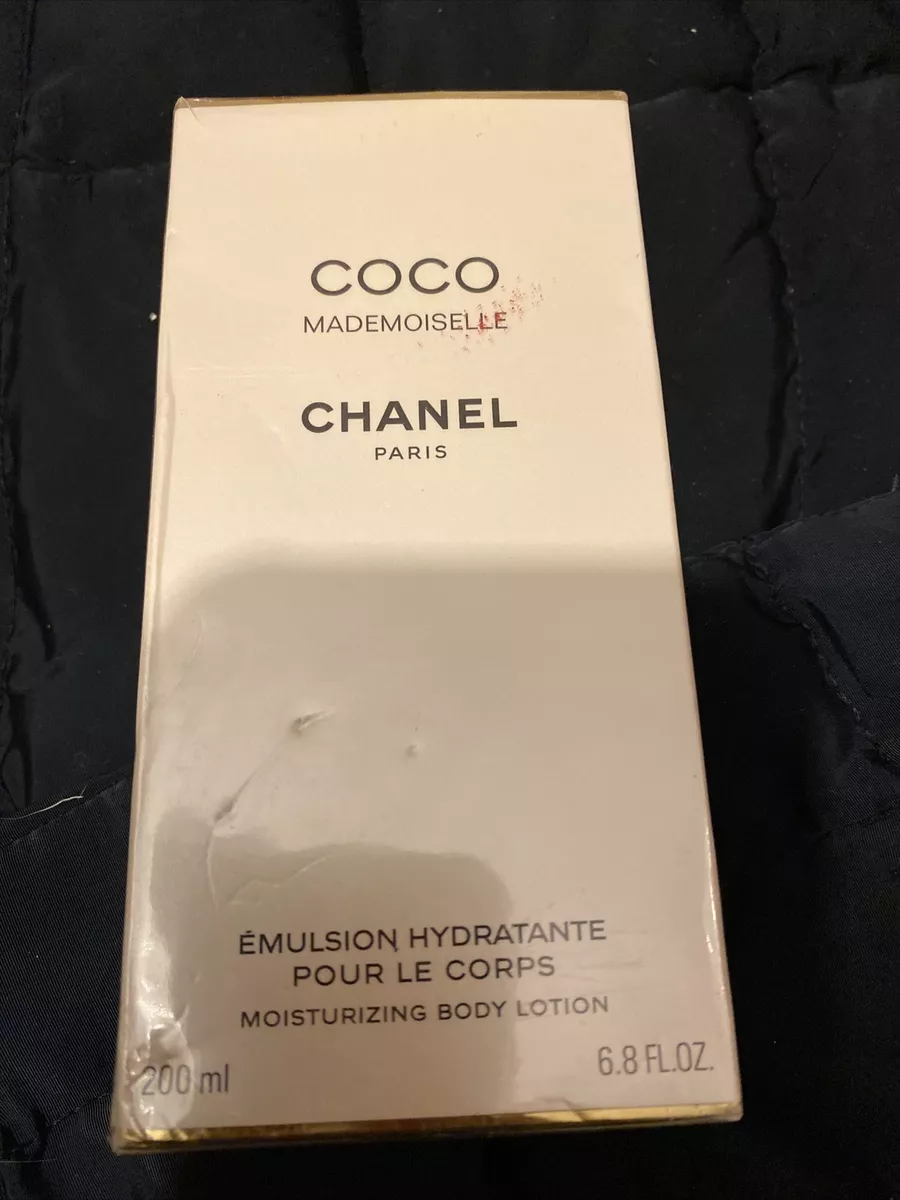 COCO
MADEMOISELLE
CHANEL
PARIS
ÉMULSION HYDRATANTE
POUR LE CORPS
MOISTURIZING BODY LOTION
200 ml 6.8 FL.OZ.